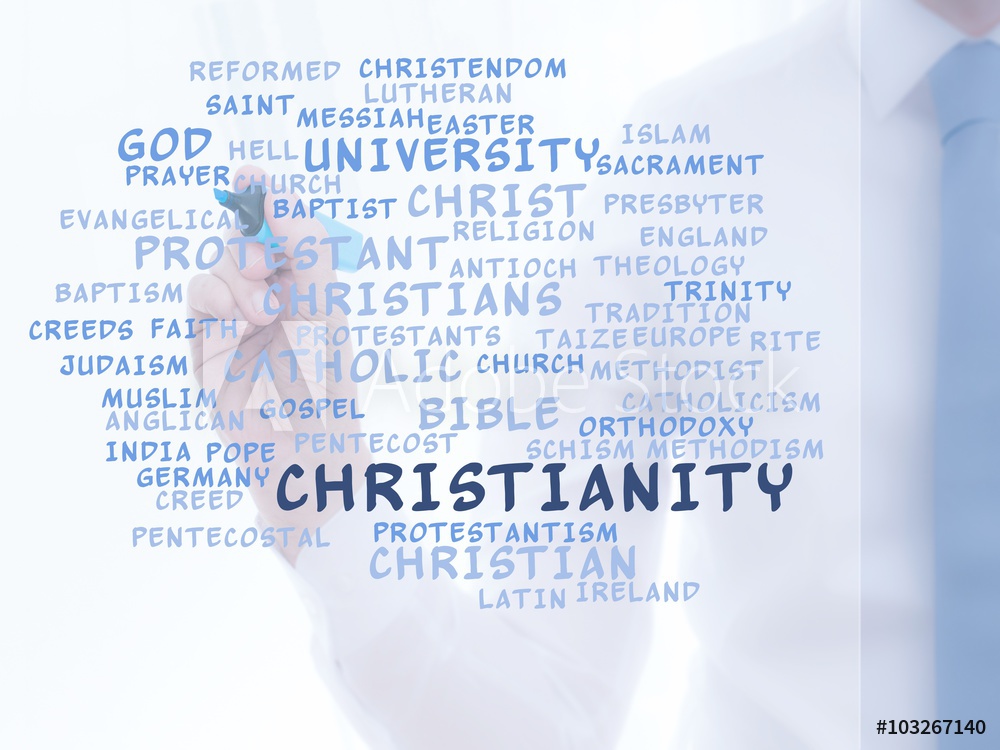 REFORMED CHRISTENDOM
SAINT LUTHERAN
MESSIAH EASTER
GOD HELL UNIVERSITY ISLAM
PRAYER CHURCH SACRAMENT
EVANGELICAL BAPTIST CHRIST PRESBYTER
PROTESTANT RELIGION ENGLAND
ANTIOCH THEOLOGY
BAPTISM CHRISTIANS TRINITY
TRADITION
CREEDS FAITH PROTESTANTS TAIZE EUROPE RITE
JUDAISM CATHOLIC CHURCH METHODIST
Adobe Stock
MUSLIM GOSPEL BIBLE CATHOLICISM
ANGLICAN ORTHODOXY
INDIA POPE PENTECOST SCHISM METHODISM
GERMANY CHRISTIANITY
CREED
PENTECOSTAL PROTESTANTISM
CHRISTIAN
LATIN IRELAND
#103267140